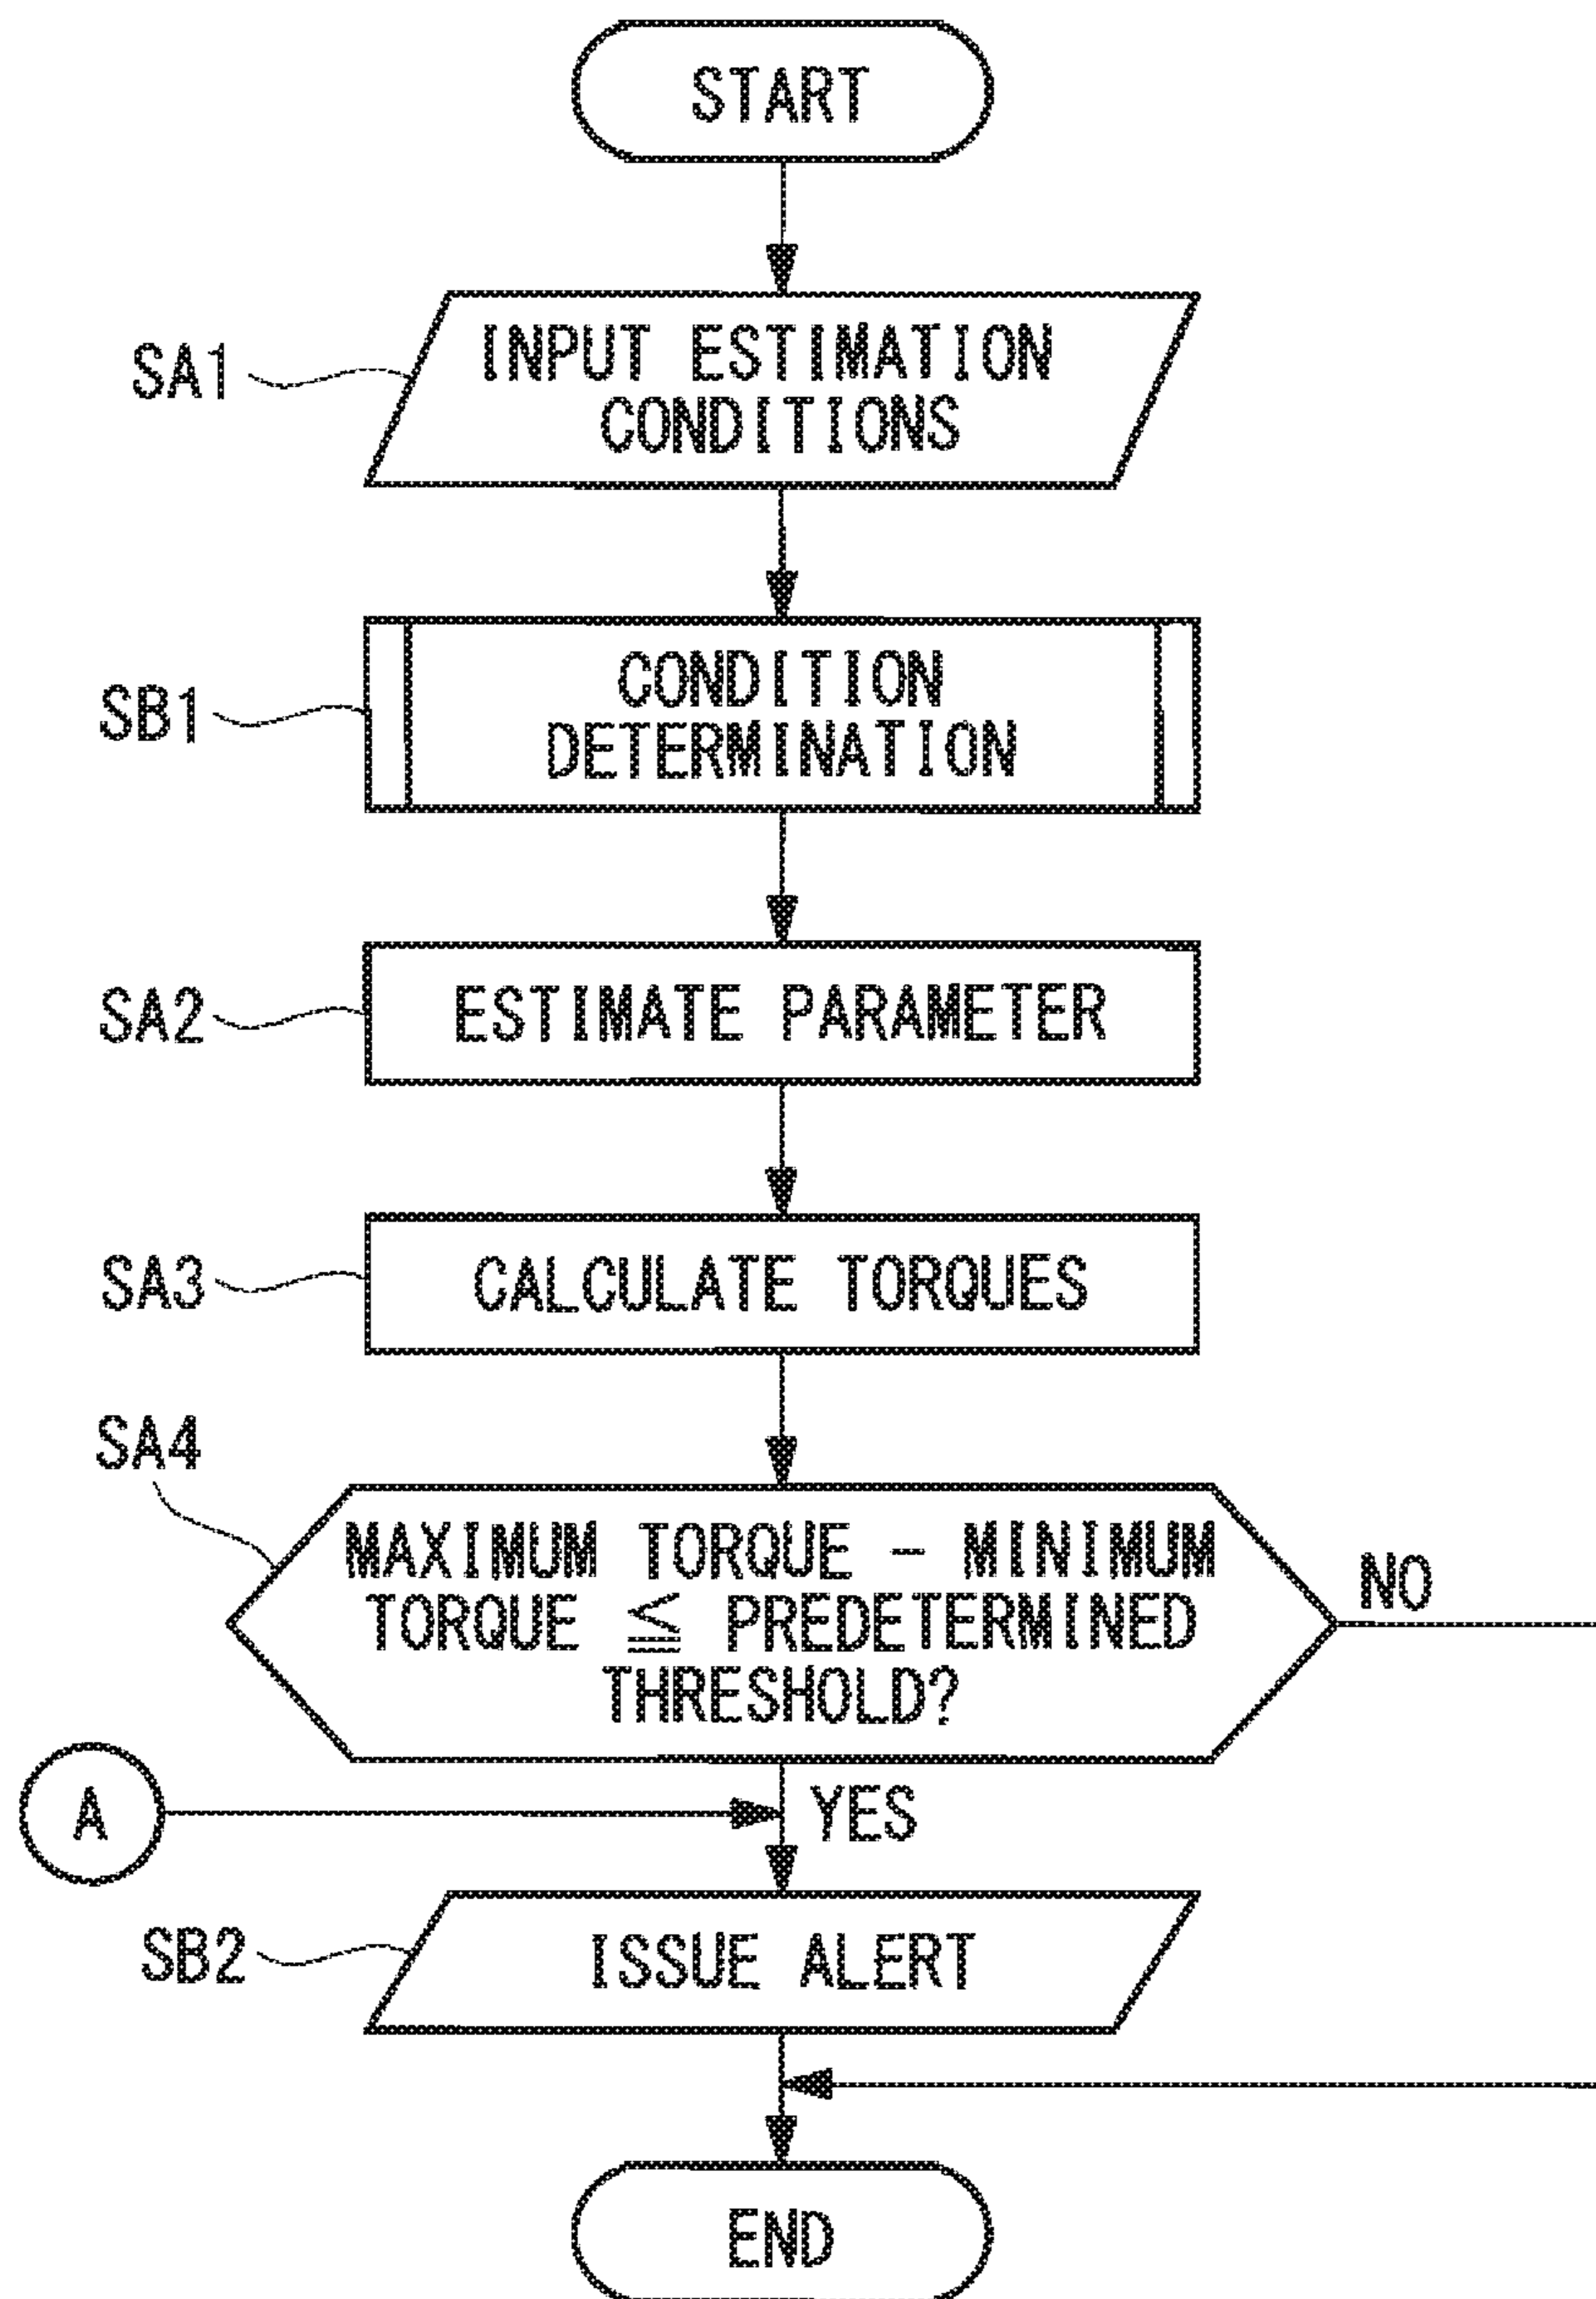 START
SA1
INPUT ESTIMATION
CONDITIONS
SB1
CONDITION
DETERMINATION
SA2
ESTIMATE PARAMETER
SA3
CALCULATE TORQUES
SA4
MAXIMUM TORQUE - MINIMUM
TORQUE ≦ PREDETERMINED
THRESHOLD?
NO
A
YES
SB2
ISSUE ALERT
END